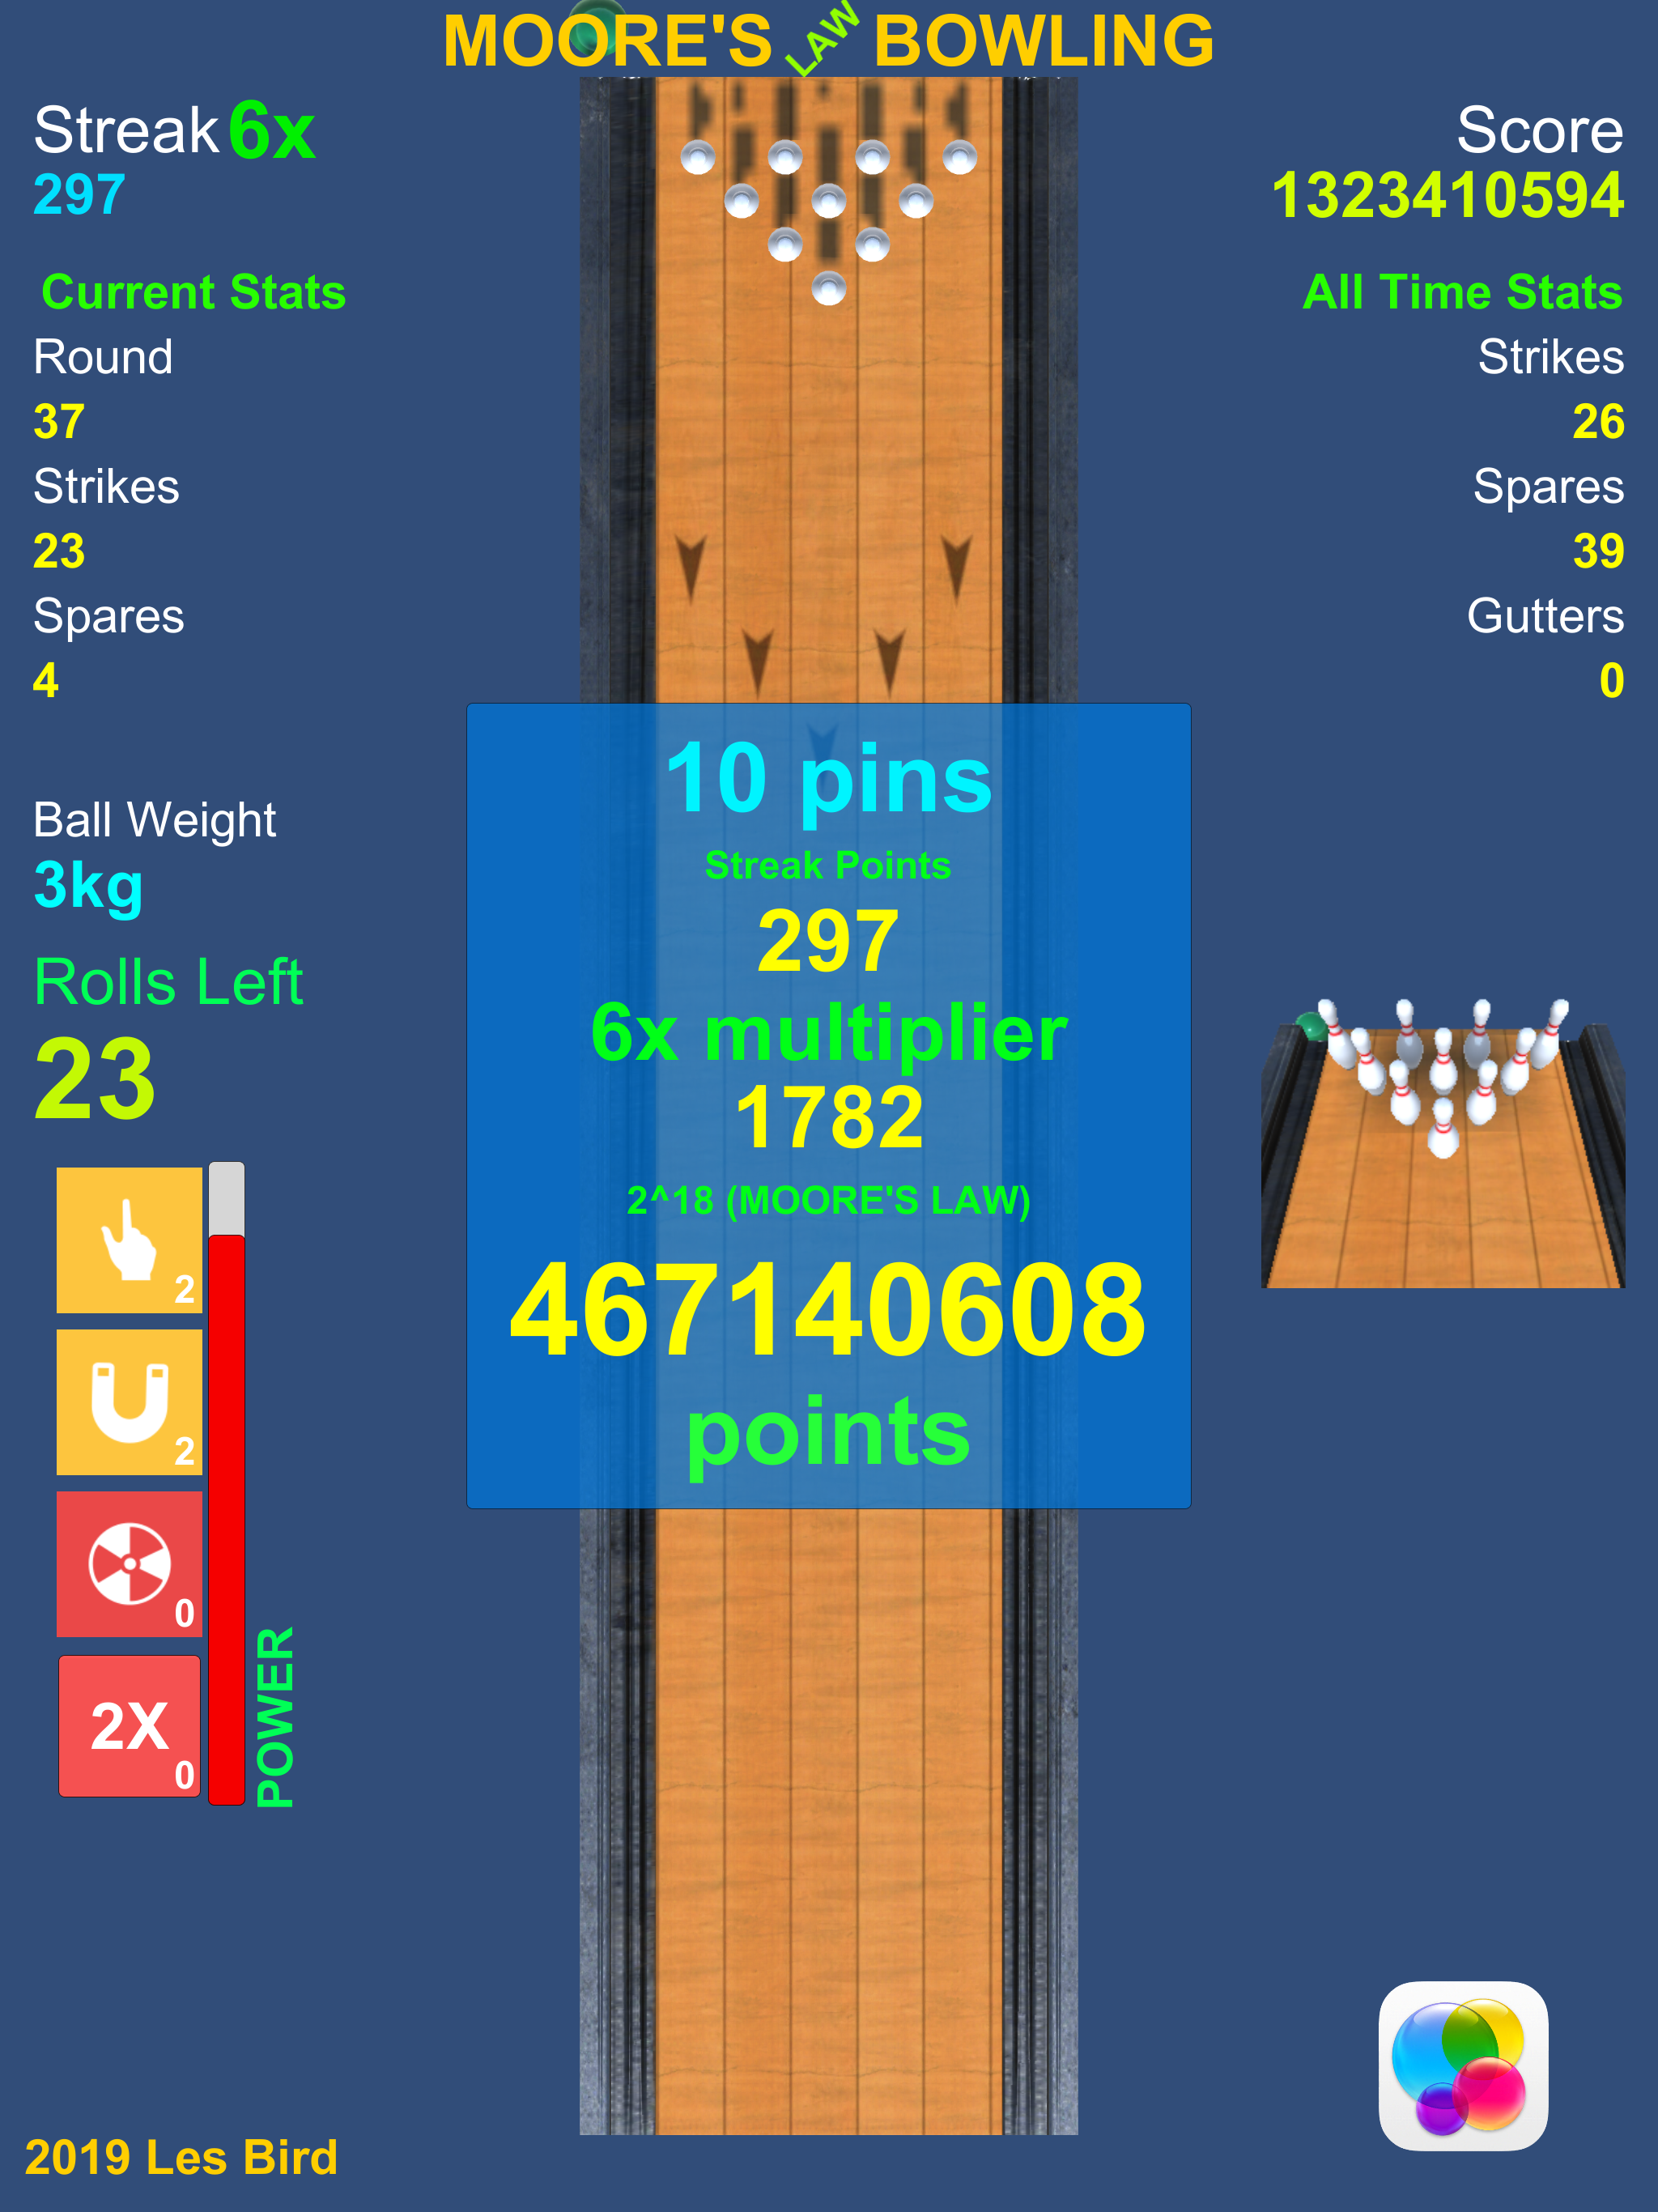 MOORE'S LAW BOWLING
Streak 6x
297
Score
1323410594
Current Stats
Round
37
Strikes
23
Spares
4
All Time Stats
Strikes
26
Spares
39
Gutters
0
Ball Weight
3kg
Rolls Left
23
2
2
0
2X
0
POWER
10 pins
Streak Points
297
6x multiplier
1782
2^18 (MOORE'S LAW)
467140608
points
2019 Les Bird